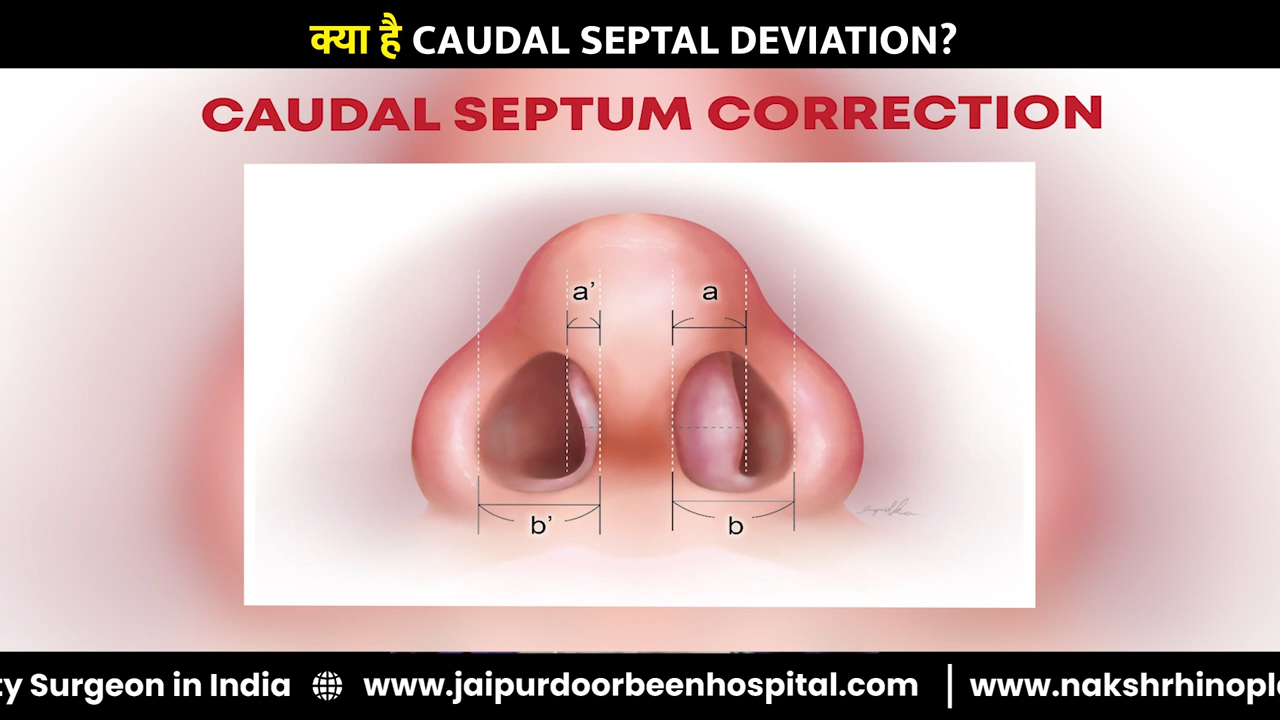 क्या है CAUDAL SEPTAL DEVIATION?
CAUDAL SEPTUM CORRECTION
a’ a
b’ b
Surgeon in India www.jaipurdoorbeenhospital.com |